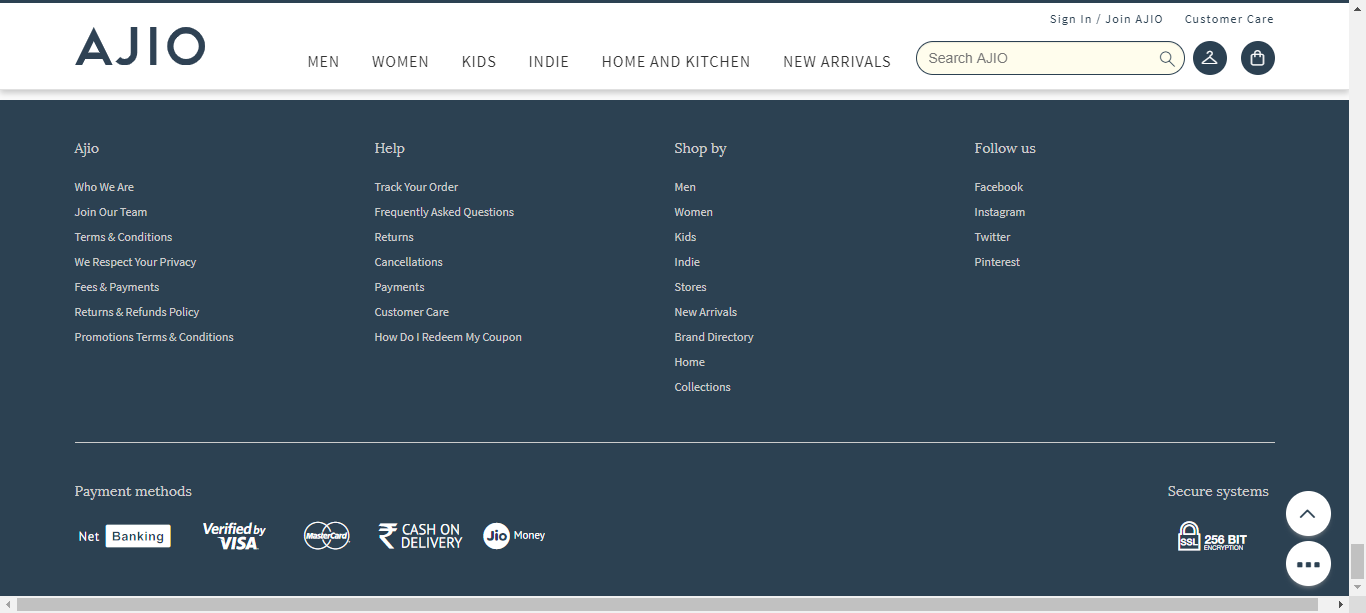 Sign In / Join AJIO Customer Care
AJIO
MEN WOMEN KIDS INDIE HOME AND KITCHEN NEW ARRIVALS
Search AJIO
Ajio
Who We Are
Join Our Team
Terms & Conditions
We Respect Your Privacy
Fees & Payments
Returns & Refunds Policy
Promotions Terms & Conditions
Help
Track Your Order
Frequently Asked Questions
Returns
Cancellations
Payments
Customer Care
How Do I Redeem My Coupon
Shop by
Men
Women
Kids
Indie
Stores
New Arrivals
Brand Directory
Home
Collections
Follow us
Facebook
Instagram
Twitter
Pinterest
Payment methods
Net Banking
Verified by
VISA
MasterCard
₹ CASH ON
DELIVERY
Jio Money
Secure systems
SSL 256 BIT
ENCRYPTION